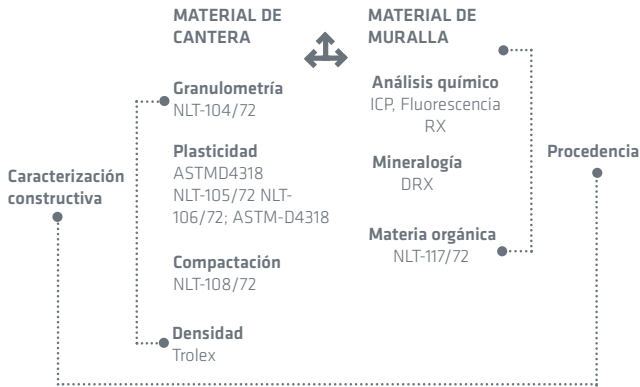 MATERIAL DE
CANTERA
MATERIAL DE
MURALLA
Granulometría
NLT-104/72
Plasticidad
ASTMD4318
NLT-105/72 NLT-
106/72; ASTM-D4318
Compactación
NLT-108/72
Densidad
Trolex
Análisis químico
ICP, Fluorescencia
RX
Mineralogía
DRX
Materia orgánica
NLT-117/72
Caracterización
constructiva
Procedencia